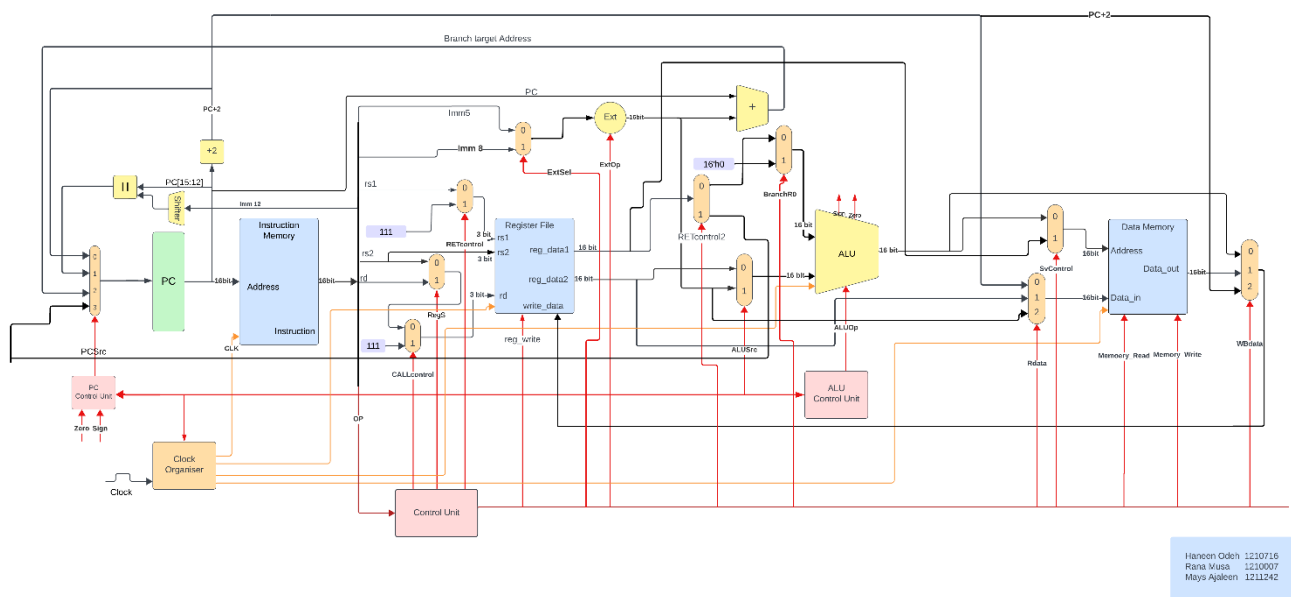 PC+2
Branch target Address
PC
Imm5
Imm 8
0
1
ExtSel
Ext
16bit
ExtOp
+
PC+2
+2
PC[15:12]
||
Shifter
Imm 12
rs1
0
1
111
RETcontrol
3 bit
3 bit
rs2
rd
0
1
RegS
3 bit
0
1
111
CALLcontrol
0
1
2
3
PCSrc
PC
16bit
Instruction
Memory
Address
Instruction
16bit
CLK
Register File
rs1
rs2
rd
reg_data1
reg_data2
write_data
16 bit
16 bit
reg_write
0
1
RETcontrol2
16'h0
0
1
BranchR0
0
1
ALUSrc
16 bit
16 bit
ALU
Zero
16 bit
ALUOp
0
1
SvControl
16bit
0
1
2
Rdata
16bit
Data Memory
Address
Data_out
Data_in
16bit
Memoery_Read
Memory_Write
0
1
2
WBdata
PC
Control Unit
Zero
Sign
ALU
Control Unit
OP
Clock
Organiser
Clock
Control Unit
Haneen Odeh 1210716
Rana Musa 1210007
Mays Ajaleen 1211242